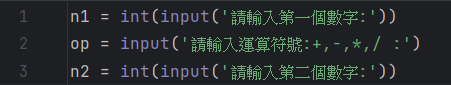 1 n1 = int(input('請輸入第一個數字:'))
2 op = input('請輸入運算符號:+,-,*,/ :')
3 n2 = int(input('請輸入第二個數字:'))